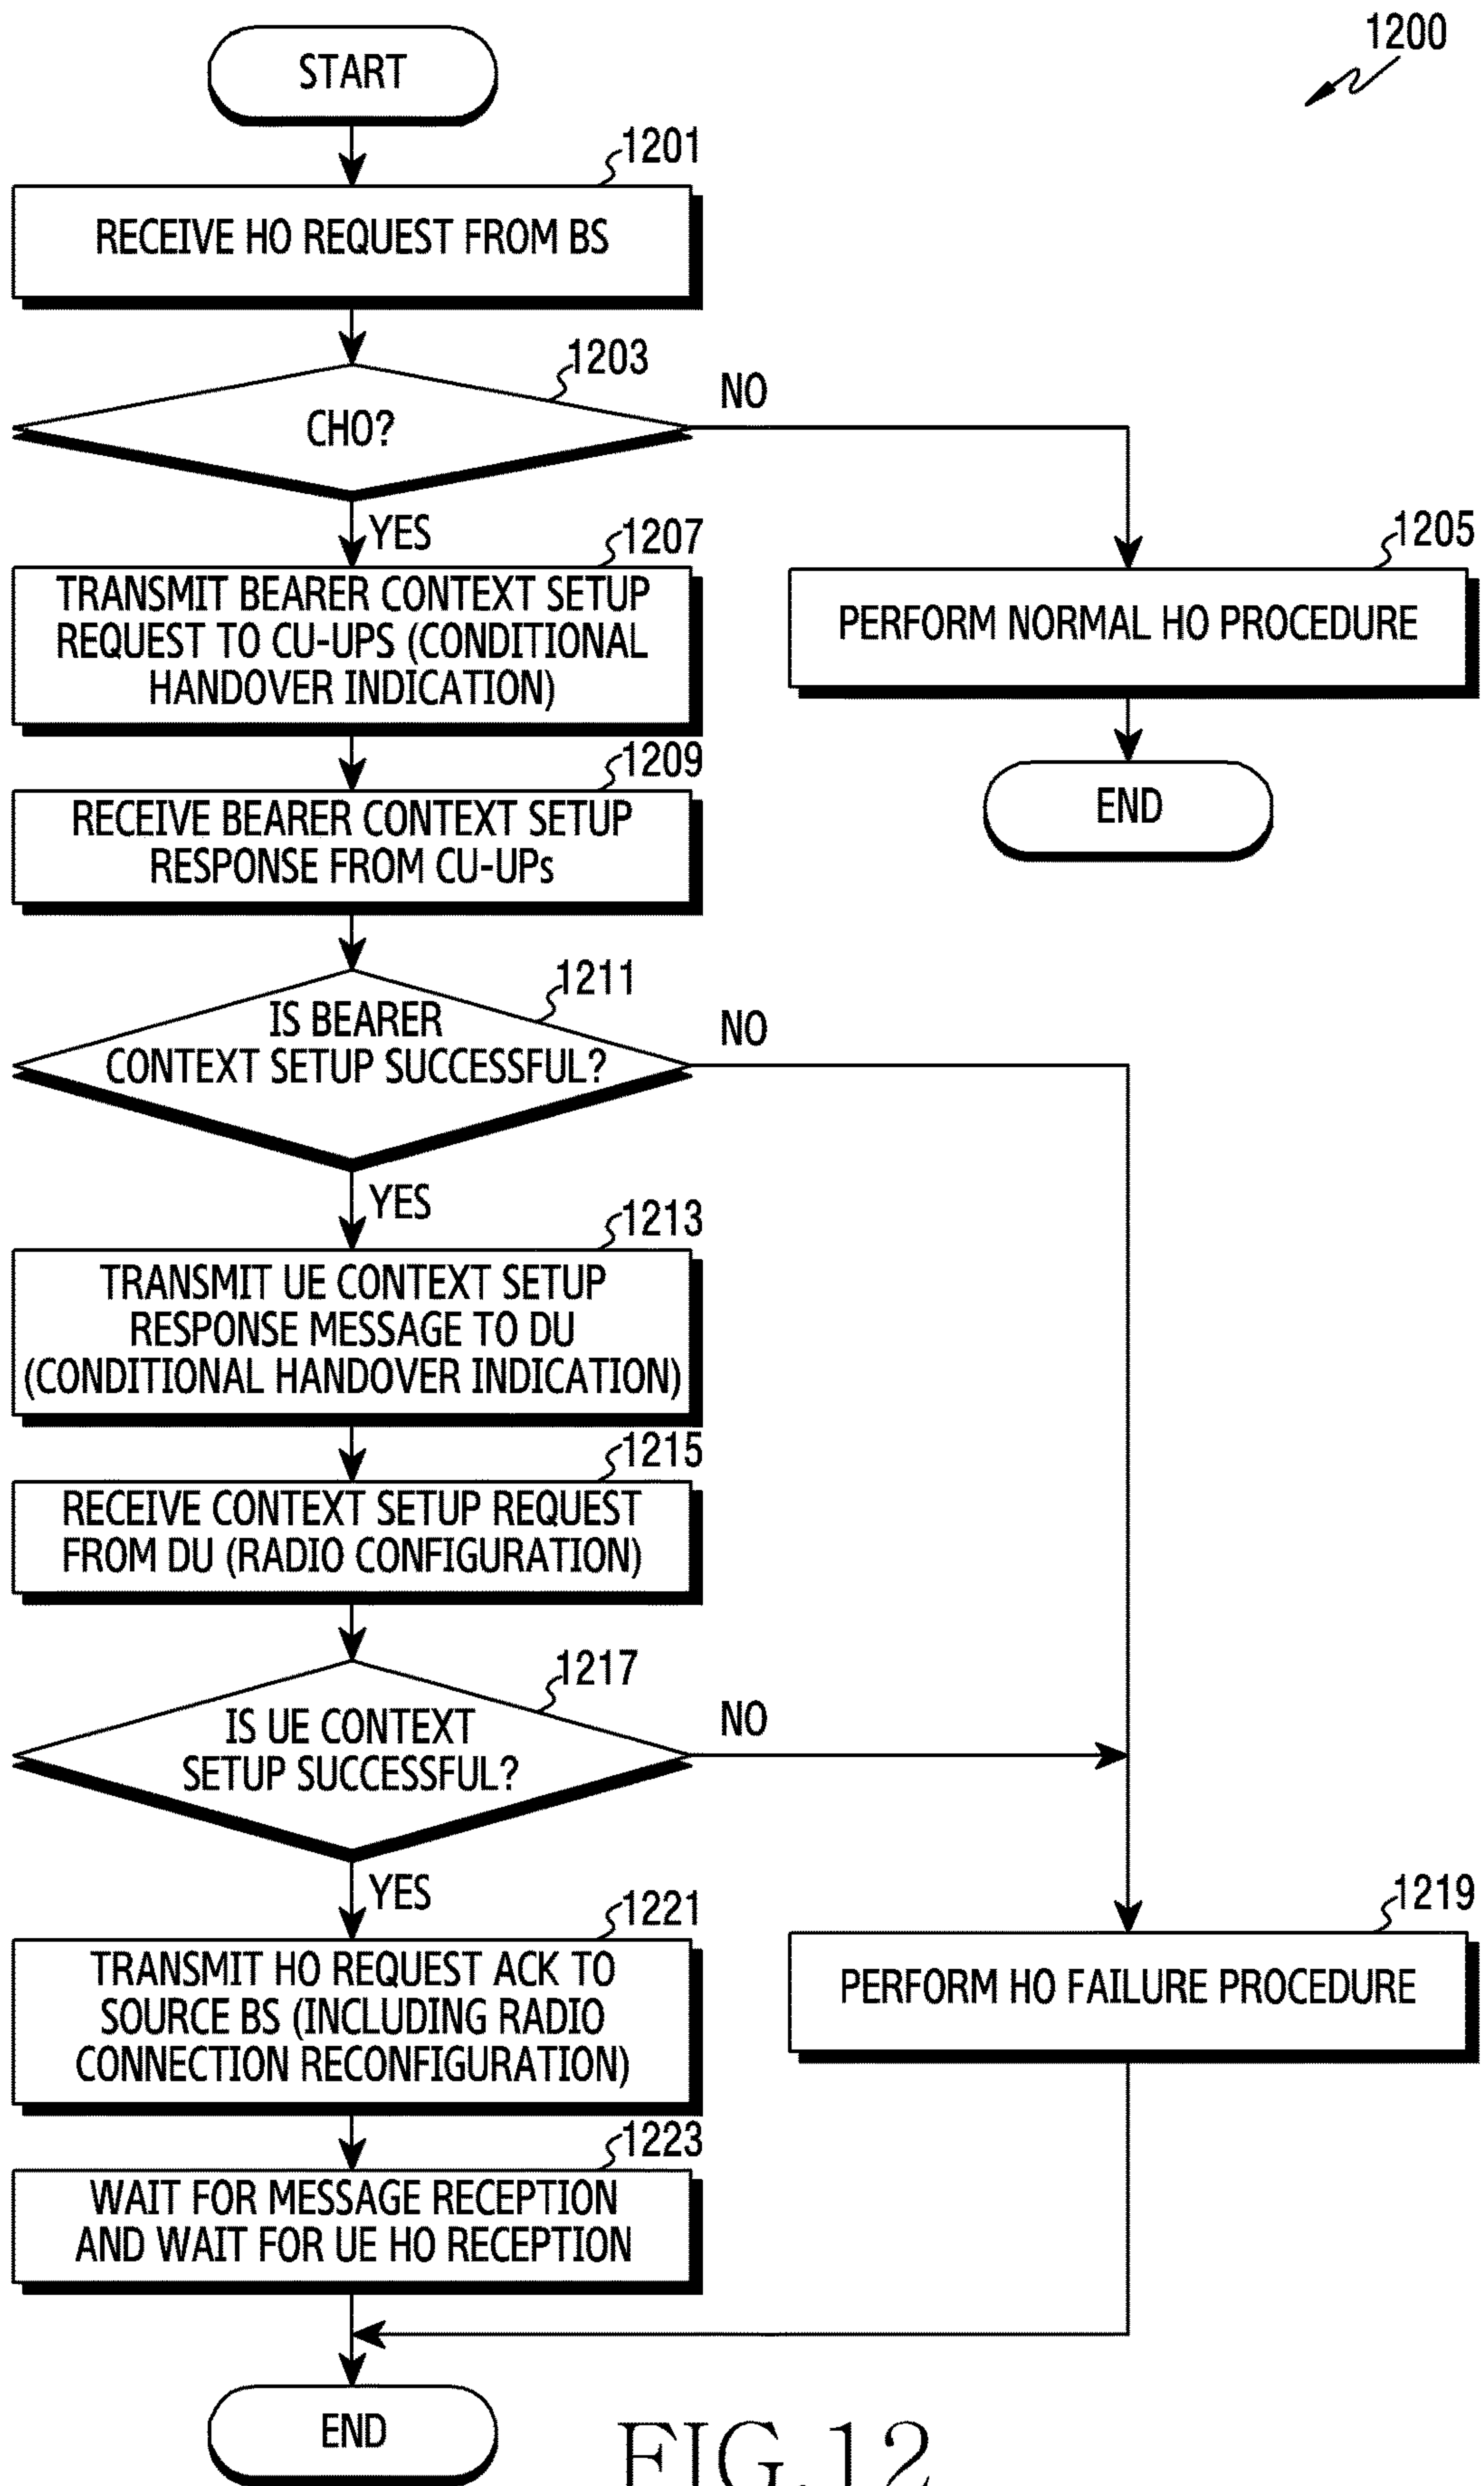 1200
START
1201
RECEIVE HO REQUEST FROM BS
1203
CHO?
NO
YES
1205
PERFORM NORMAL HO PROCEDURE
END
1207
TRANSMIT BEARER CONTEXT SETUP
REQUEST TO CU-UPS (CONDITIONAL
HANDOVER INDICATION)
1209
RECEIVE BEARER CONTEXT SETUP
RESPONSE FROM CU-UPs
1211
IS BEARER
CONTEXT SETUP SUCCESSFUL?
NO
YES
1213
TRANSMIT UE CONTEXT SETUP
RESPONSE MESSAGE TO DU
(CONDITIONAL HANDOVER INDICATION)
1215
RECEIVE CONTEXT SETUP REQUEST
FROM DU (RADIO CONFIGURATION)
1217
IS UE CONTEXT
SETUP SUCCESSFUL?
NO
YES
1219
PERFORM HO FAILURE PROCEDURE
1221
TRANSMIT HO REQUEST ACK TO
SOURCE BS (INCLUDING RADIO
CONNECTION RECONFIGURATION)
1223
WAIT FOR MESSAGE RECEPTION
AND WAIT FOR UE HO RECEPTION
END
FIG.12